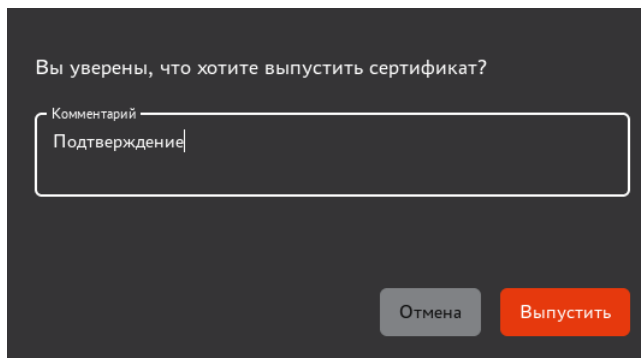 Вы уверены, что хотите выпустить сертификат?
Комментарий
Подтверждение
Отмена
Выпустить